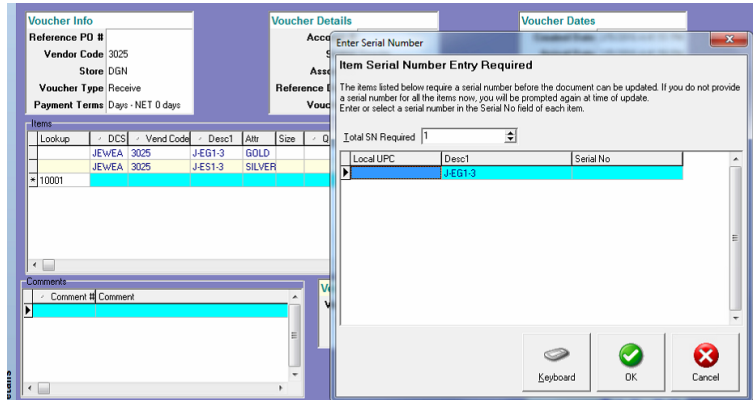 Voucher Info
Reference PO #
Vendor Code 3025
Store DGN
Voucher Type Receive
Payment Terms Days - NET 0 days
Voucher Details
Acco
Asso
Reference
Vouc
Voucher Dates
Items
Lookup DCS Vend Code Desc1 Attr Size Q
JEWEA 3025 J-EG1-3 GOLD
JEWEA 3025 J-ES1-3 SILVER
* 10001
Comments
Comment # Comment
Enter Serial Number
Item Serial Number Entry Required
The items listed below require a serial number before the document can be updated. If you do not provide
a serial number for all the items now, you will be prompted again at time of update.
Enter or select a serial number in the Serial No field of each item.
Total SN Required 1
Local UPC Desc1 Serial No
J-EG1-3
Keyboard OK Cancel